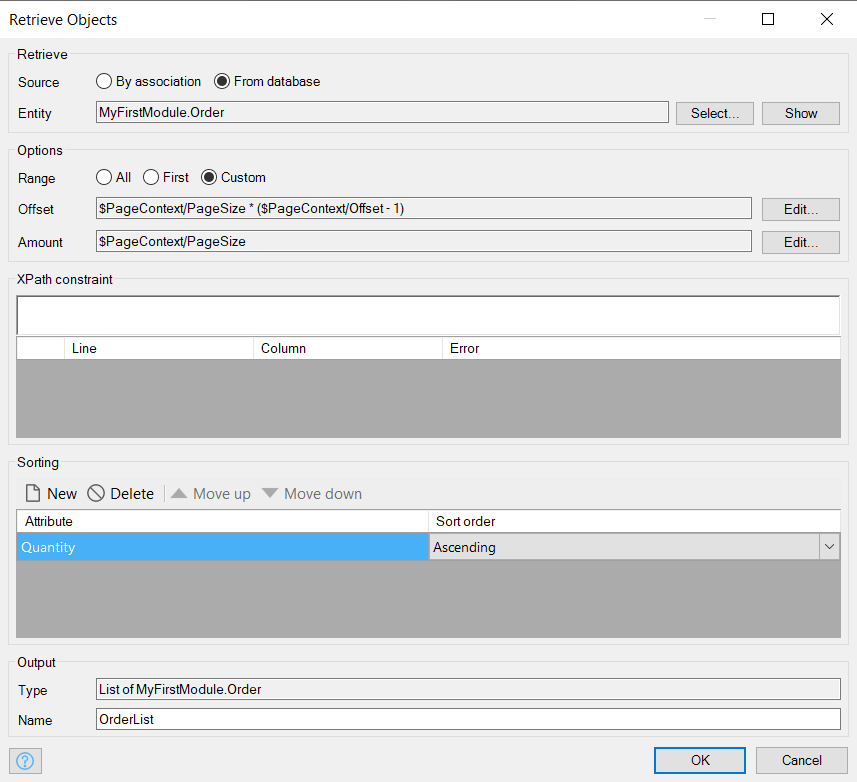 Retrieve Objects
Retrieve
Source By association From database
Entity MyFirstModule.Order Select... Show
Options
Range All First Custom
Offset $PageContext/PageSize * ($PageContext/Offset - 1) Edit...
Amount $PageContext/PageSize Edit...
XPath constraint
Line Column Error
Sorting
New Delete Move up Move down
Attribute Sort order
Quantity Ascending
Output
Type List of MyFirstModule.Order
Name OrderList
? OK Cancel